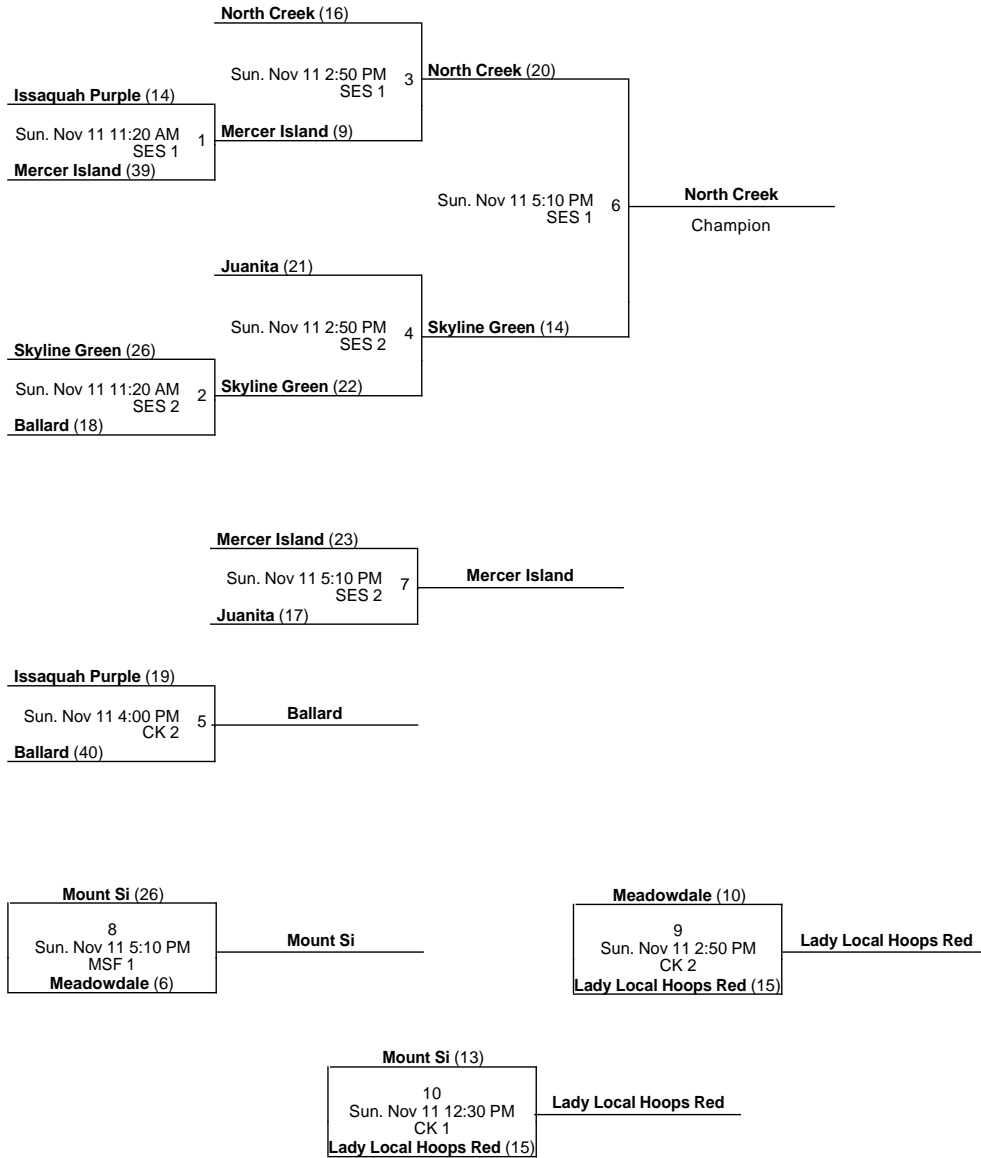 North Creek (16)
Sun. Nov 11 2:50 PM 3
SES 1
North Creek (20)
Issaquah Purple (14)
Sun. Nov 11 11:20 AM 1
SES 1
Mercer Island (9)
Mercer Island (39)
Sun. Nov 11 5:10 PM 6
SES 1
North Creek
Champion
Juanita (21)
Sun. Nov 11 2:50 PM 4
SES 2
Skyline Green (14)
Skyline Green (26)
Sun. Nov 11 11:20 AM 2
SES 2
Skyline Green (22)
Ballard (18)
Mercer Island (23)
Sun. Nov 11 5:10 PM 7
SES 2
Mercer Island
Juanita (17)
Issaquah Purple (19)
Sun. Nov 11 4:00 PM 5
CK 2
Ballard
Ballard (40)
Mount Si (26)
8
Sun. Nov 11 5:10 PM
MSF 1
Meadowdale (6)
Mount Si
Meadowdale (10)
9
Sun. Nov 11 2:50 PM
CK 2
Lady Local Hoops Red (15)
Lady Local Hoops Red
Mount Si (13)
10
Sun. Nov 11 12:30 PM
CK 1
Lady Local Hoops Red (15)
Lady Local Hoops Red